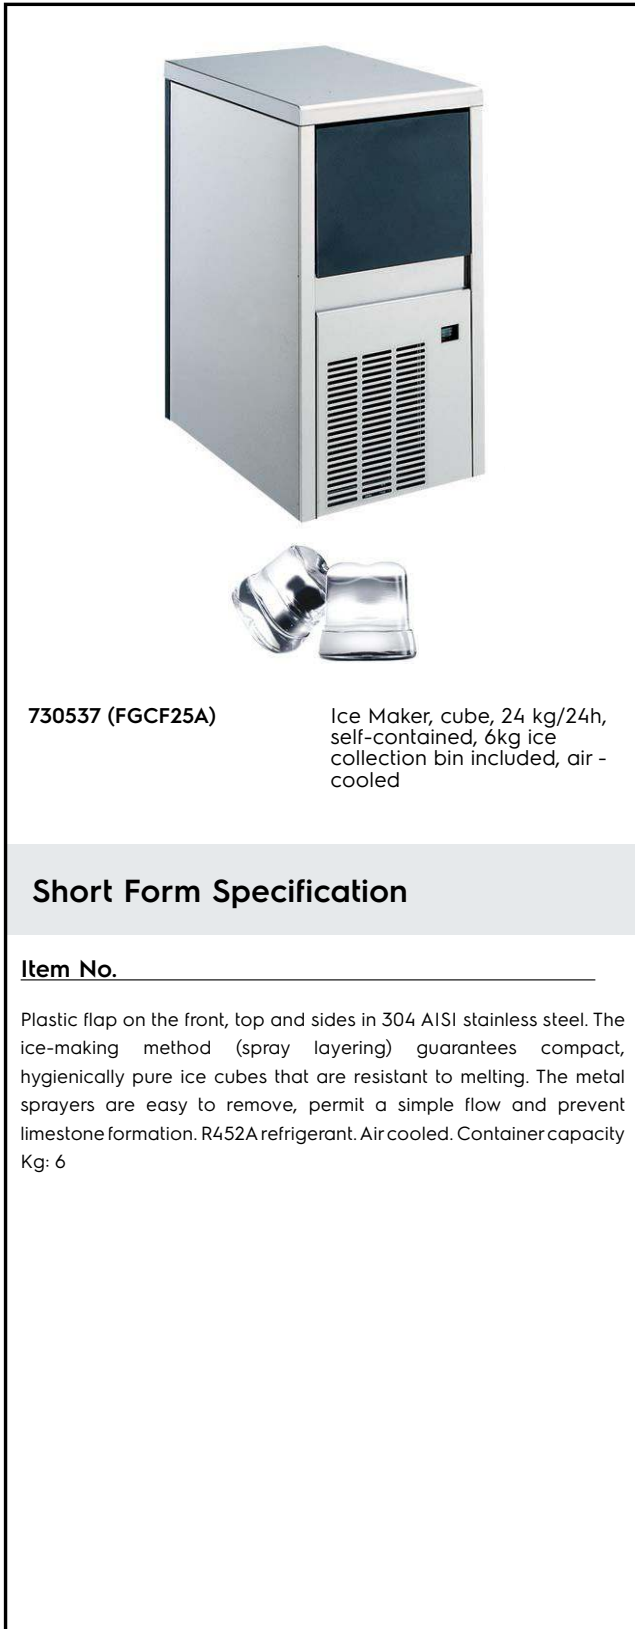 730537 (FGCF25A)
Ice Maker, cube, 24 kg/24h,
self-contained, 6kg ice
collection bin included, air -
cooled
Short Form Specification
Item No.
Plastic flap on the front, top and sides in 304 AISI stainless steel. The
ice-making method (spray layering) guarantees compact,
hygienically pure ice cubes that are resistant to melting. The metal
sprayers are easy to remove, permit a simple flow and prevent
limestone formation. R452A refrigerant. Air cooled. Container capacity
Kg: 6